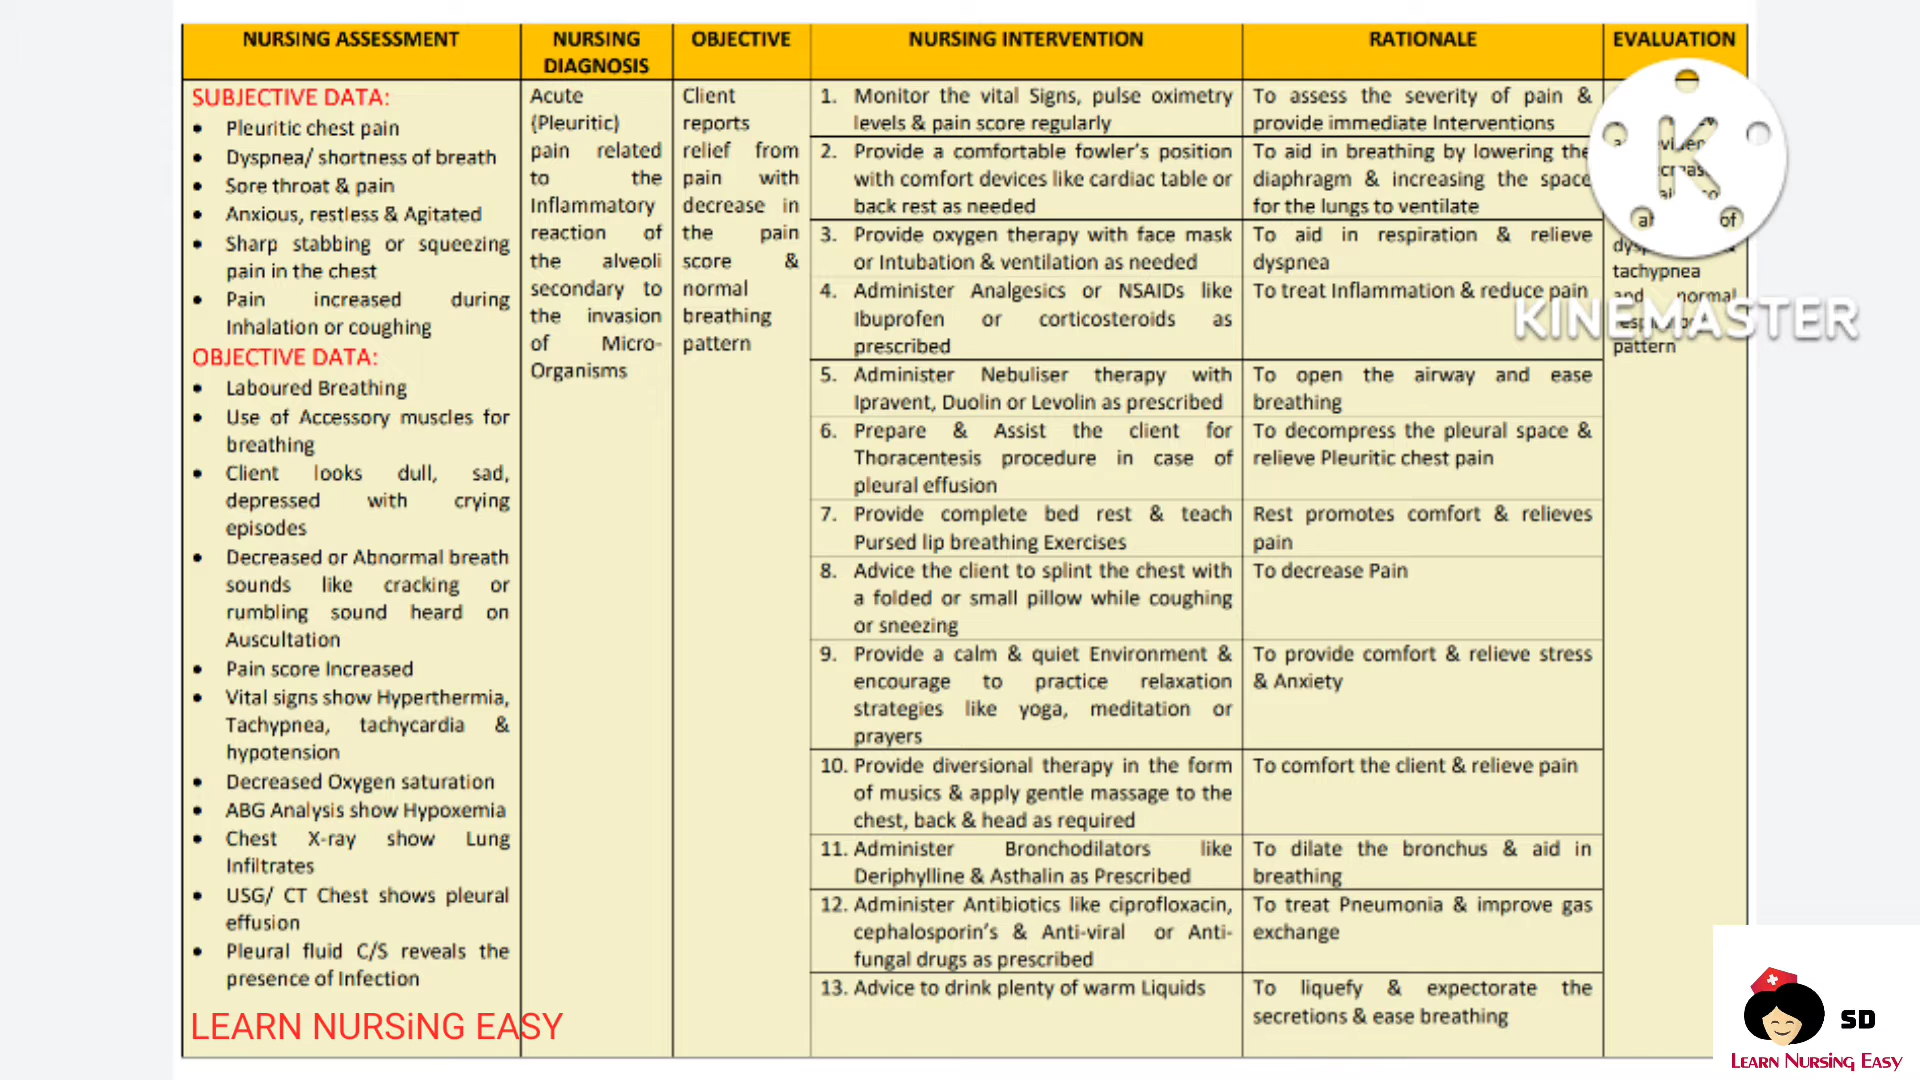 NURSING ASSESSMENT
NURSING DIAGNOSIS
OBJECTIVE
NURSING INTERVENTION
RATIONALE
EVALUATION
SUBJECTIVE DATA:
• Pleuritic chest pain
• Dyspnea/ shortness of breath
• Sore throat & pain
• Anxious, restless & Agitated
• Sharp stabbing or squeezing
pain in the chest
• Pain increased during
Inhalation or coughing
OBJECTIVE DATA:
• Laboured Breathing
• Use of Accessory muscles for
breathing
• Client looks dull, sad,
depressed with crying
episodes
• Decreased or Abnormal breath
sounds like cracking or
rumbling sound heard on
Auscultation
• Pain score Increased
• Vital signs show Hyperthermia,
Tachypnea, tachycardia &
hypotension
• Decreased Oxygen saturation
• ABG Analysis show Hypoxemia
• Chest X-ray show Lung
Infiltrates
• USG/ CT Chest shows pleural
effusion
• Pleural fluid C/S reveals the
presence of Infection
LEARN NURSiNG EASY
Acute
(Pleuritic)
pain related
to the
Inflammatory
reaction of
the alveoli
secondary to
the invasion
of Micro-
Organisms
Client
reports
relief from
pain with
decrease in
the pain
score &
normal
breathing
pattern
1. Monitor the vital Signs, pulse oximetry
levels & pain score regularly
To assess the severity of pain &
provide immediate Interventions
2. Provide a comfortable fowler's position
with comfort devices like cardiac table or
back rest as needed
To aid in breathing by lowering the
diaphragm & increasing the space
for the lungs to ventilate
3. Provide oxygen therapy with face mask
or Intubation & ventilation as needed
To aid in respiration & relieve
dyspnea
4. Administer Analgesics or NSAIDs like
Ibuprofen or corticosteroids as
prescribed
To treat Inflammation & reduce pain
5. Administer Nebuliser therapy with
Ipravent, Duolin or Levolin as prescribed
To open the airway and ease
breathing
6. Prepare & Assist the client for
Thoracentesis procedure in case of
pleural effusion
To decompress the pleural space &
relieve Pleuritic chest pain
7. Provide complete bed rest & teach
Pursed lip breathing Exercises
Rest promotes comfort & relieves
pain
8. Advice the client to splint the chest with
a folded or small pillow while coughing
or sneezing
To decrease Pain
9. Provide a calm & quiet Environment &
encourage to practice relaxation
strategies like yoga, meditation or
prayers
To provide comfort & relieve stress
& Anxiety
10. Provide diversional therapy in the form
of musics & apply gentle massage to the
chest, back & head as required
To comfort the client & relieve pain
11. Administer Bronchodilators like
Deriphylline & Asthalin as Prescribed
To dilate the bronchus & aid in
breathing
12. Administer Antibiotics like ciprofloxacin,
cephalosporin's & Anti-viral or Anti-
fungal drugs as prescribed
To treat Pneumonia & improve gas
exchange
13. Advice to drink plenty of warm Liquids
To liquefy & expectorate the
secretions & ease breathing
of
tachypnea
and normal
pattern
K
KINEMASTER
SD
LEARN NURSING EASY